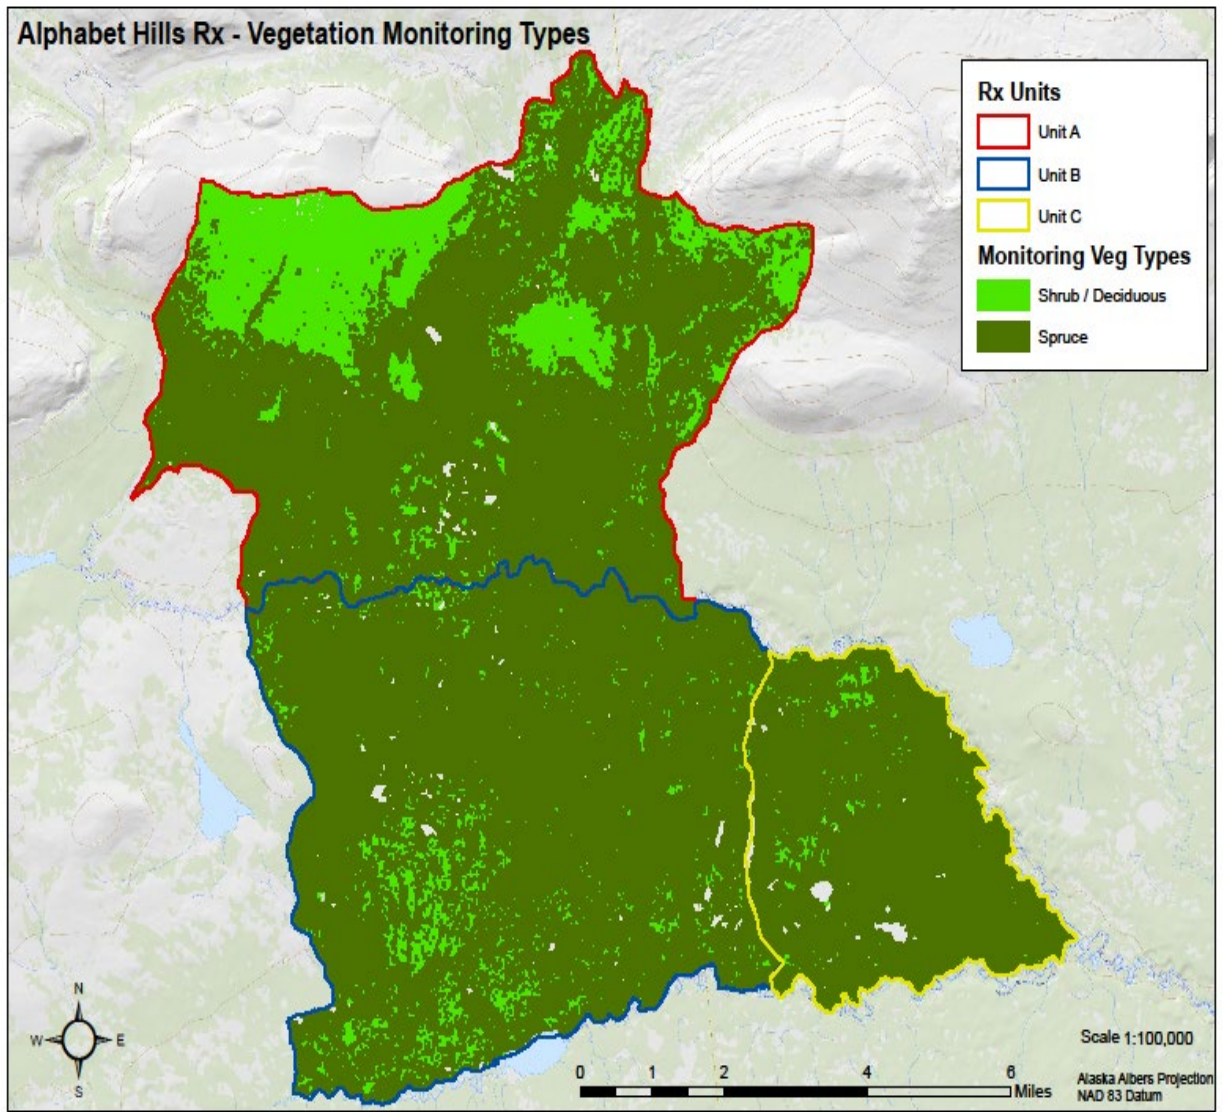 Alphabet Hills Rx - Vegetation Monitoring Types
Rx Units
Unit A
Unit B
Unit C
Monitoring Veg Types
Shrub / Deciduous
Spruce
N
W E
S
Scale 1:100,000
0 1 2 4 6
Miles
Alaska Albers Projection
NAD 83 Datum